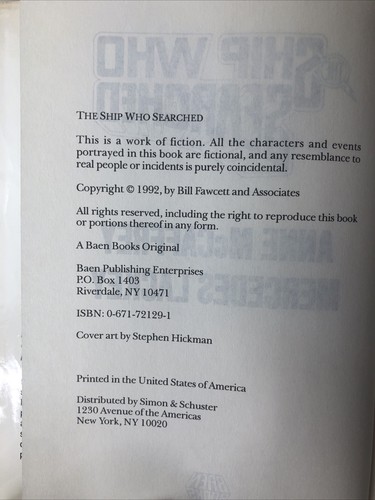 THE SHIP WHO SEARCHED
This is a work of fiction. All the characters and events
portrayed in this book are fictional, and any resemblance to
real people or incidents is purely coincidental.
Copyright © 1992, by Bill Fawcett and Associates
All rights reserved, including the right to reproduce this book
or portions thereof in any form.
A Baen Books Original
Baen Publishing Enterprises
P.O. Box 1403
Riverdale, NY 10471
ISBN: 0-671-72129-1
Cover art by Stephen Hickman
Printed in the United States of America
Distributed by Simon & Schuster
1230 Avenue of the Americas
New York, NY 10020